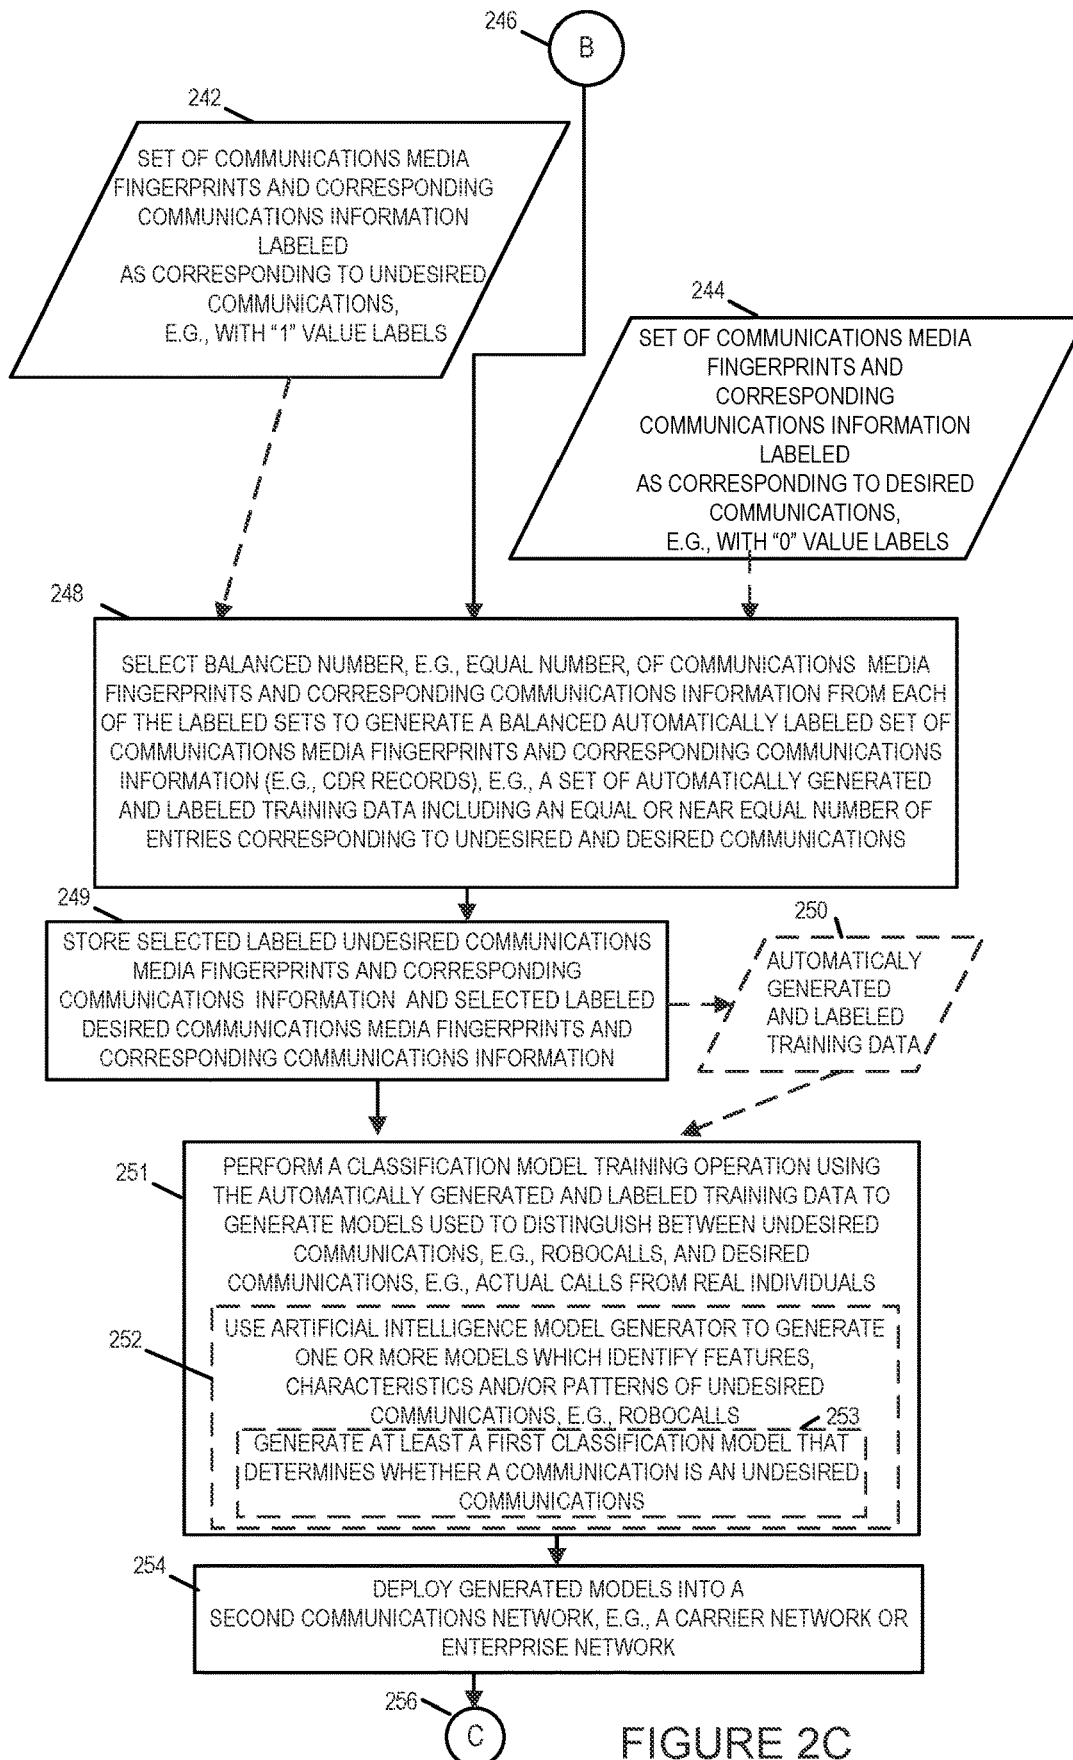 246
B
242
SET OF COMMUNICATIONS MEDIA
FINGERPRINTS AND CORRESPONDING
COMMUNICATIONS INFORMATION
LABELED
AS CORRESPONDING TO UNDESIRED
COMMUNICATIONS,
E.G., WITH "1" VALUE LABELS
244
SET OF COMMUNICATIONS MEDIA
FINGERPRINTS AND
CORRESPONDING
COMMUNICATIONS INFORMATION
LABELED
AS CORRESPONDING TO DESIRED
COMMUNICATIONS,
E.G., WITH "0" VALUE LABELS
248
SELECT BALANCED NUMBER, E.G., EQUAL NUMBER, OF COMMUNICATIONS MEDIA
FINGERPRINTS AND CORRESPONDING COMMUNICATIONS INFORMATION FROM EACH
OF THE LABELED SETS TO GENERATE A BALANCED AUTOMATICALLY LABELED SET OF
COMMUNICATIONS MEDIA FINGERPRINTS AND CORRESPONDING COMMUNICATIONS
INFORMATION (E.G., CDR RECORDS), E.G., A SET OF AUTOMATICALLY GENERATED
AND LABELED TRAINING DATA INCLUDING AN EQUAL OR NEAR EQUAL NUMBER OF
ENTRIES CORRESPONDING TO UNDESIRED AND DESIRED COMMUNICATIONS
249
STORE SELECTED LABELED UNDESIRED COMMUNICATIONS
MEDIA FINGERPRINTS AND CORRESPONDING
COMMUNICATIONS INFORMATION AND SELECTED LABELED
DESIRED COMMUNICATIONS MEDIA FINGERPRINTS AND
CORRESPONDING COMMUNICATIONS INFORMATION
250
AUTOMATICALY
GENERATED
AND LABELED
TRAINING DATA
251
PERFORM A CLASSIFICATION MODEL TRAINING OPERATION USING
THE AUTOMATICALLY GENERATED AND LABELED TRAINING DATA TO
GENERATE MODELS USED TO DISTINGUISH BETWEEN UNDESIRED
COMMUNICATIONS, E.G., ROBOCALLS, AND DESIRED
COMMUNICATIONS, E.G., ACTUAL CALLS FROM REAL INDIVIDUALS
252
USE ARTIFICIAL INTELLIGENCE MODEL GENERATOR TO GENERATE
ONE OR MORE MODELS WHICH IDENTIFY FEATURES,
CHARACTERISTICS AND/OR PATTERNS OF UNDESIRED
COMMUNICATIONS, E.G., ROBOCALLS
253
GENERATE AT LEAST A FIRST CLASSIFICATION MODEL THAT
DETERMINES WHETHER A COMMUNICATION IS AN UNDESIRED
COMMUNICATIONS
254
DEPLOY GENERATED MODELS INTO A
SECOND COMMUNICATIONS NETWORK, E.G., A CARRIER NETWORK OR
ENTERPRISE NETWORK
256
C
FIGURE 2C